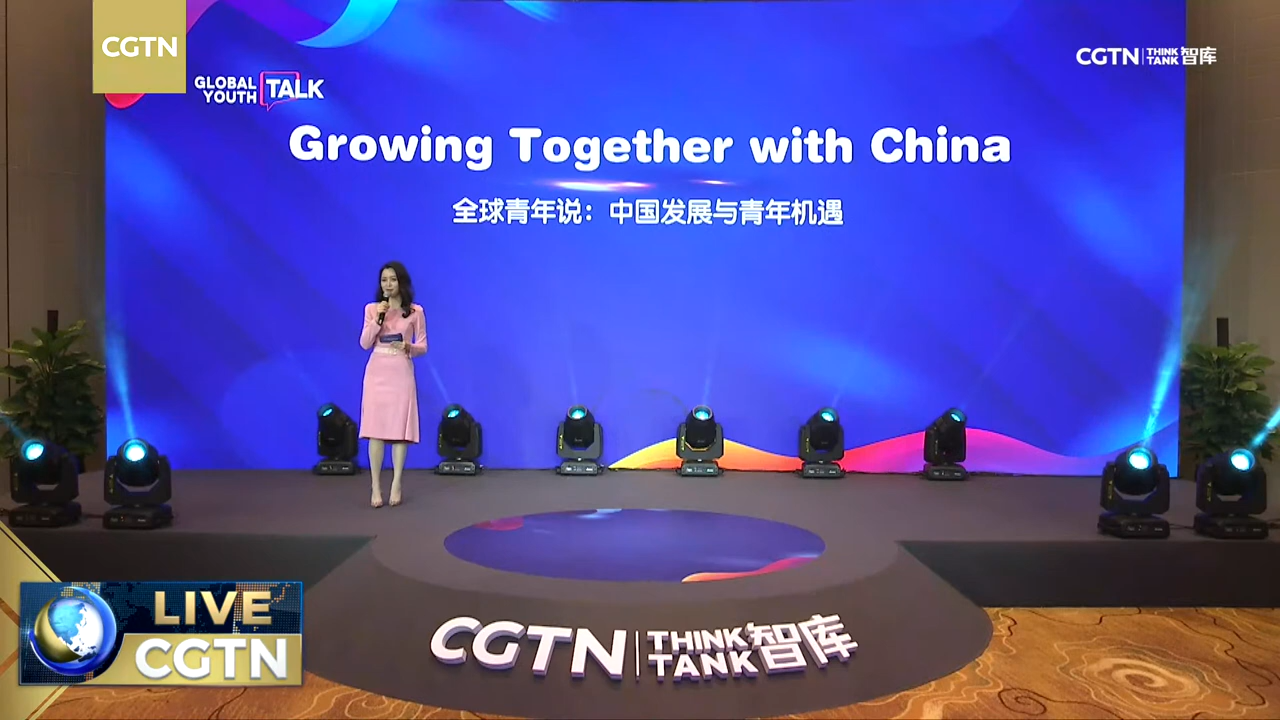 CGTN
CGTN THINK TANK 智库
GLOBAL YOUTH TALK
Growing Together with China
全球青年说：中国发展与青年机遇
LIVE
CGTN
CGTN THINK TANK 智库